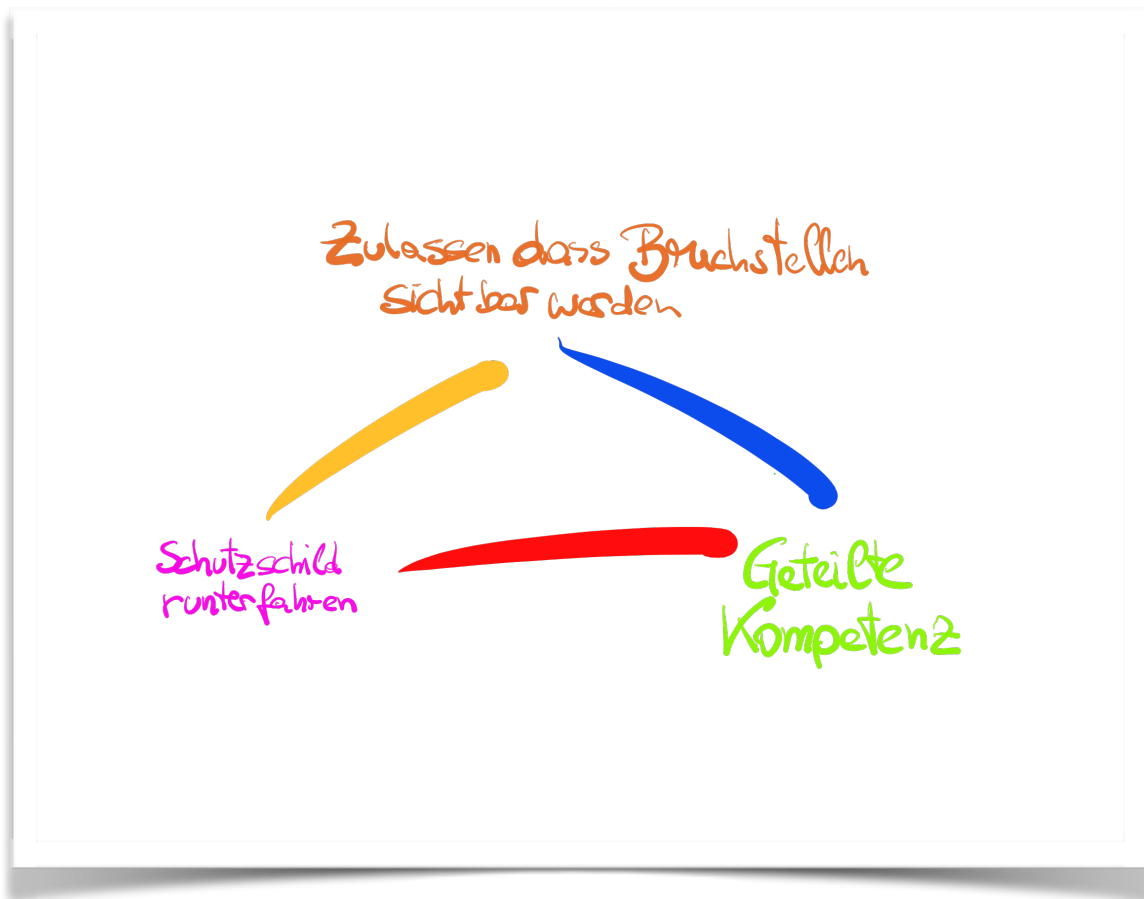 Zulassen dass Bruchstellen
sichtbar werden
Schutzschild
runterfahren
Geteilte
Kompetenz